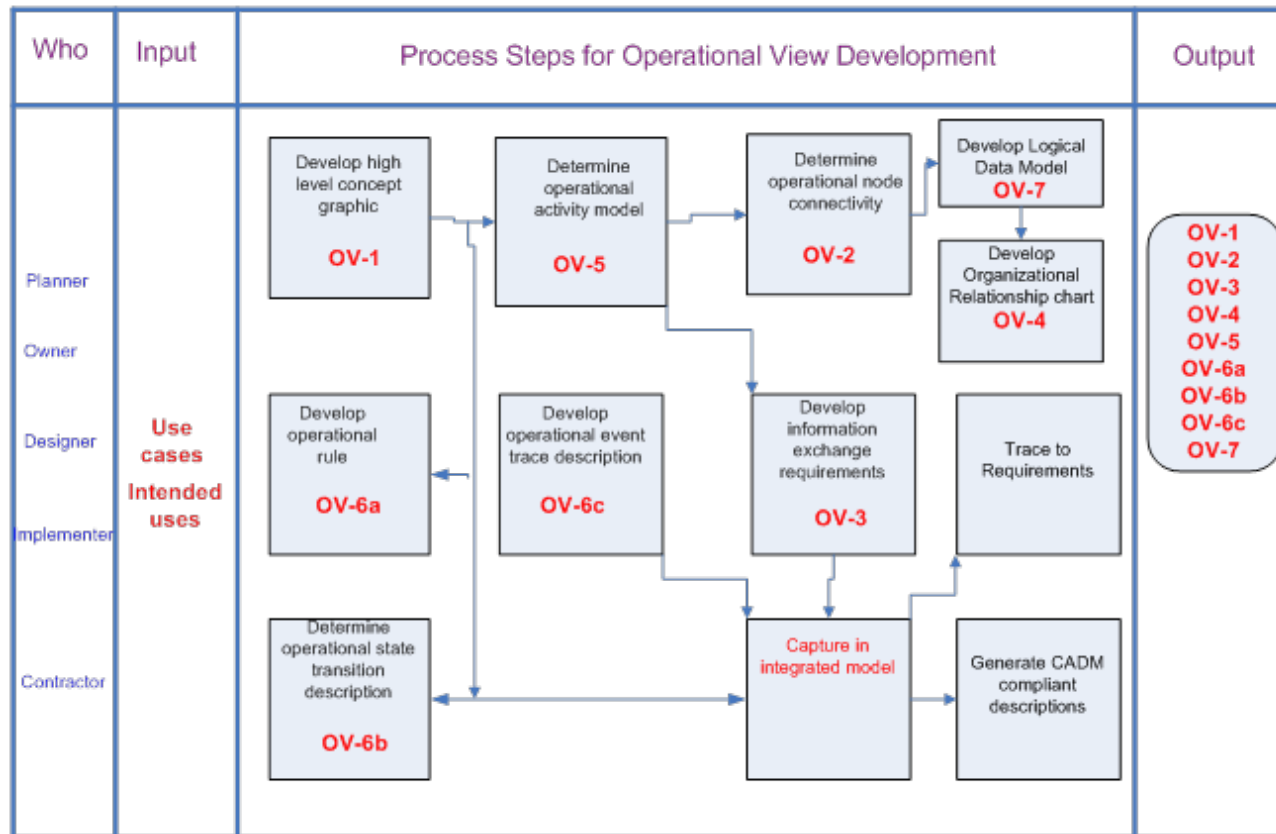 Who
Input
Process Steps for Operational View Development
Output
Planner
Owner
Designer
Implementer
Contractor
Use
cases
Intended
uses
Develop high
level concept
graphic
OV-1
Determine
operational
activity model
OV-5
Determine
operational node
connectivity
OV-2
Develop Logical
Data Model
OV-7
Develop
Organizational
Relationship chart
OV-4
Develop
operational
rule
OV-6a
Develop
operational event
trace description
OV-6c
Develop
information
exchange
requirements
OV-3
Trace to
Requirements
Determine
operational state
transition
description
OV-6b
Capture in
integrated model
Generate CADM
compliant
descriptions
OV-1
OV-2
OV-3
OV-4
OV-5
OV-6a
OV-6b
OV-6c
OV-7